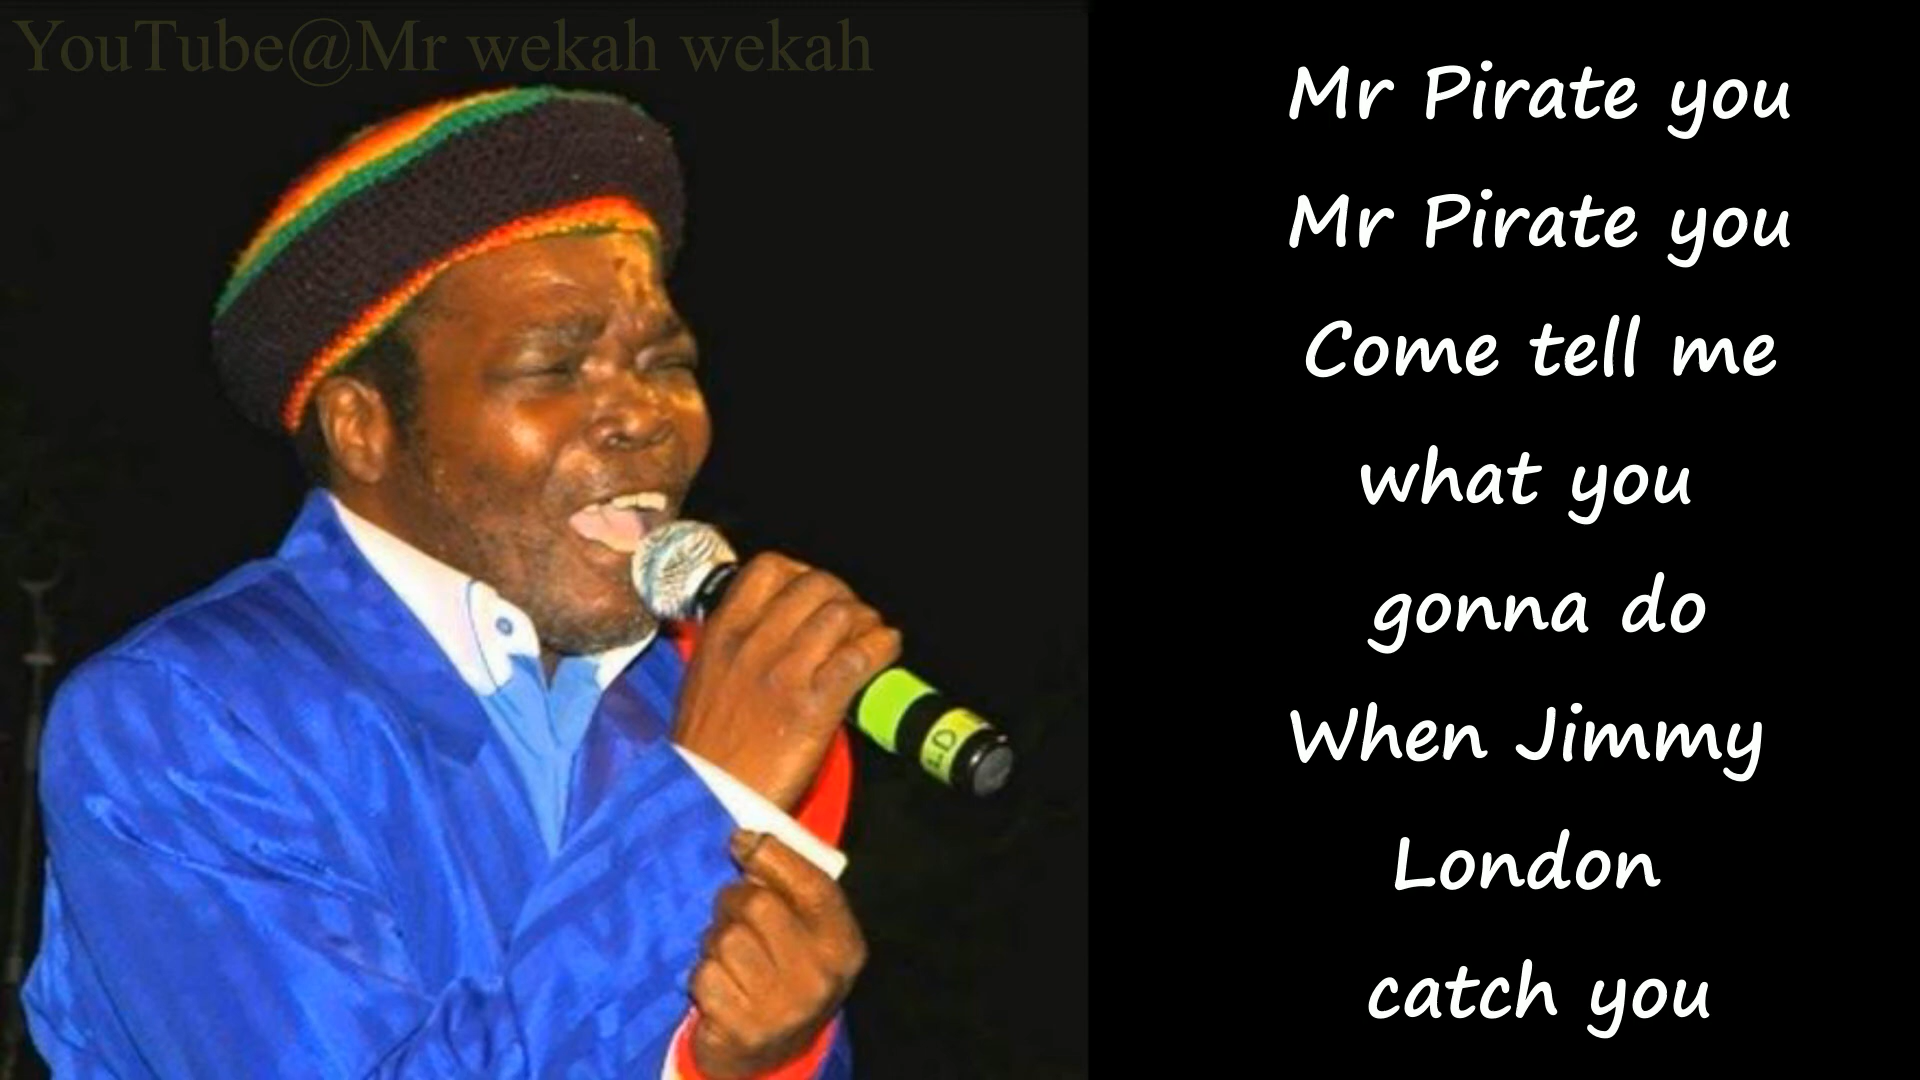 YouTube@Mr wekah wekah
Mr Pirate you
Mr Pirate you
Come tell me
what you
gonna do
When Jimmy
London
catch you